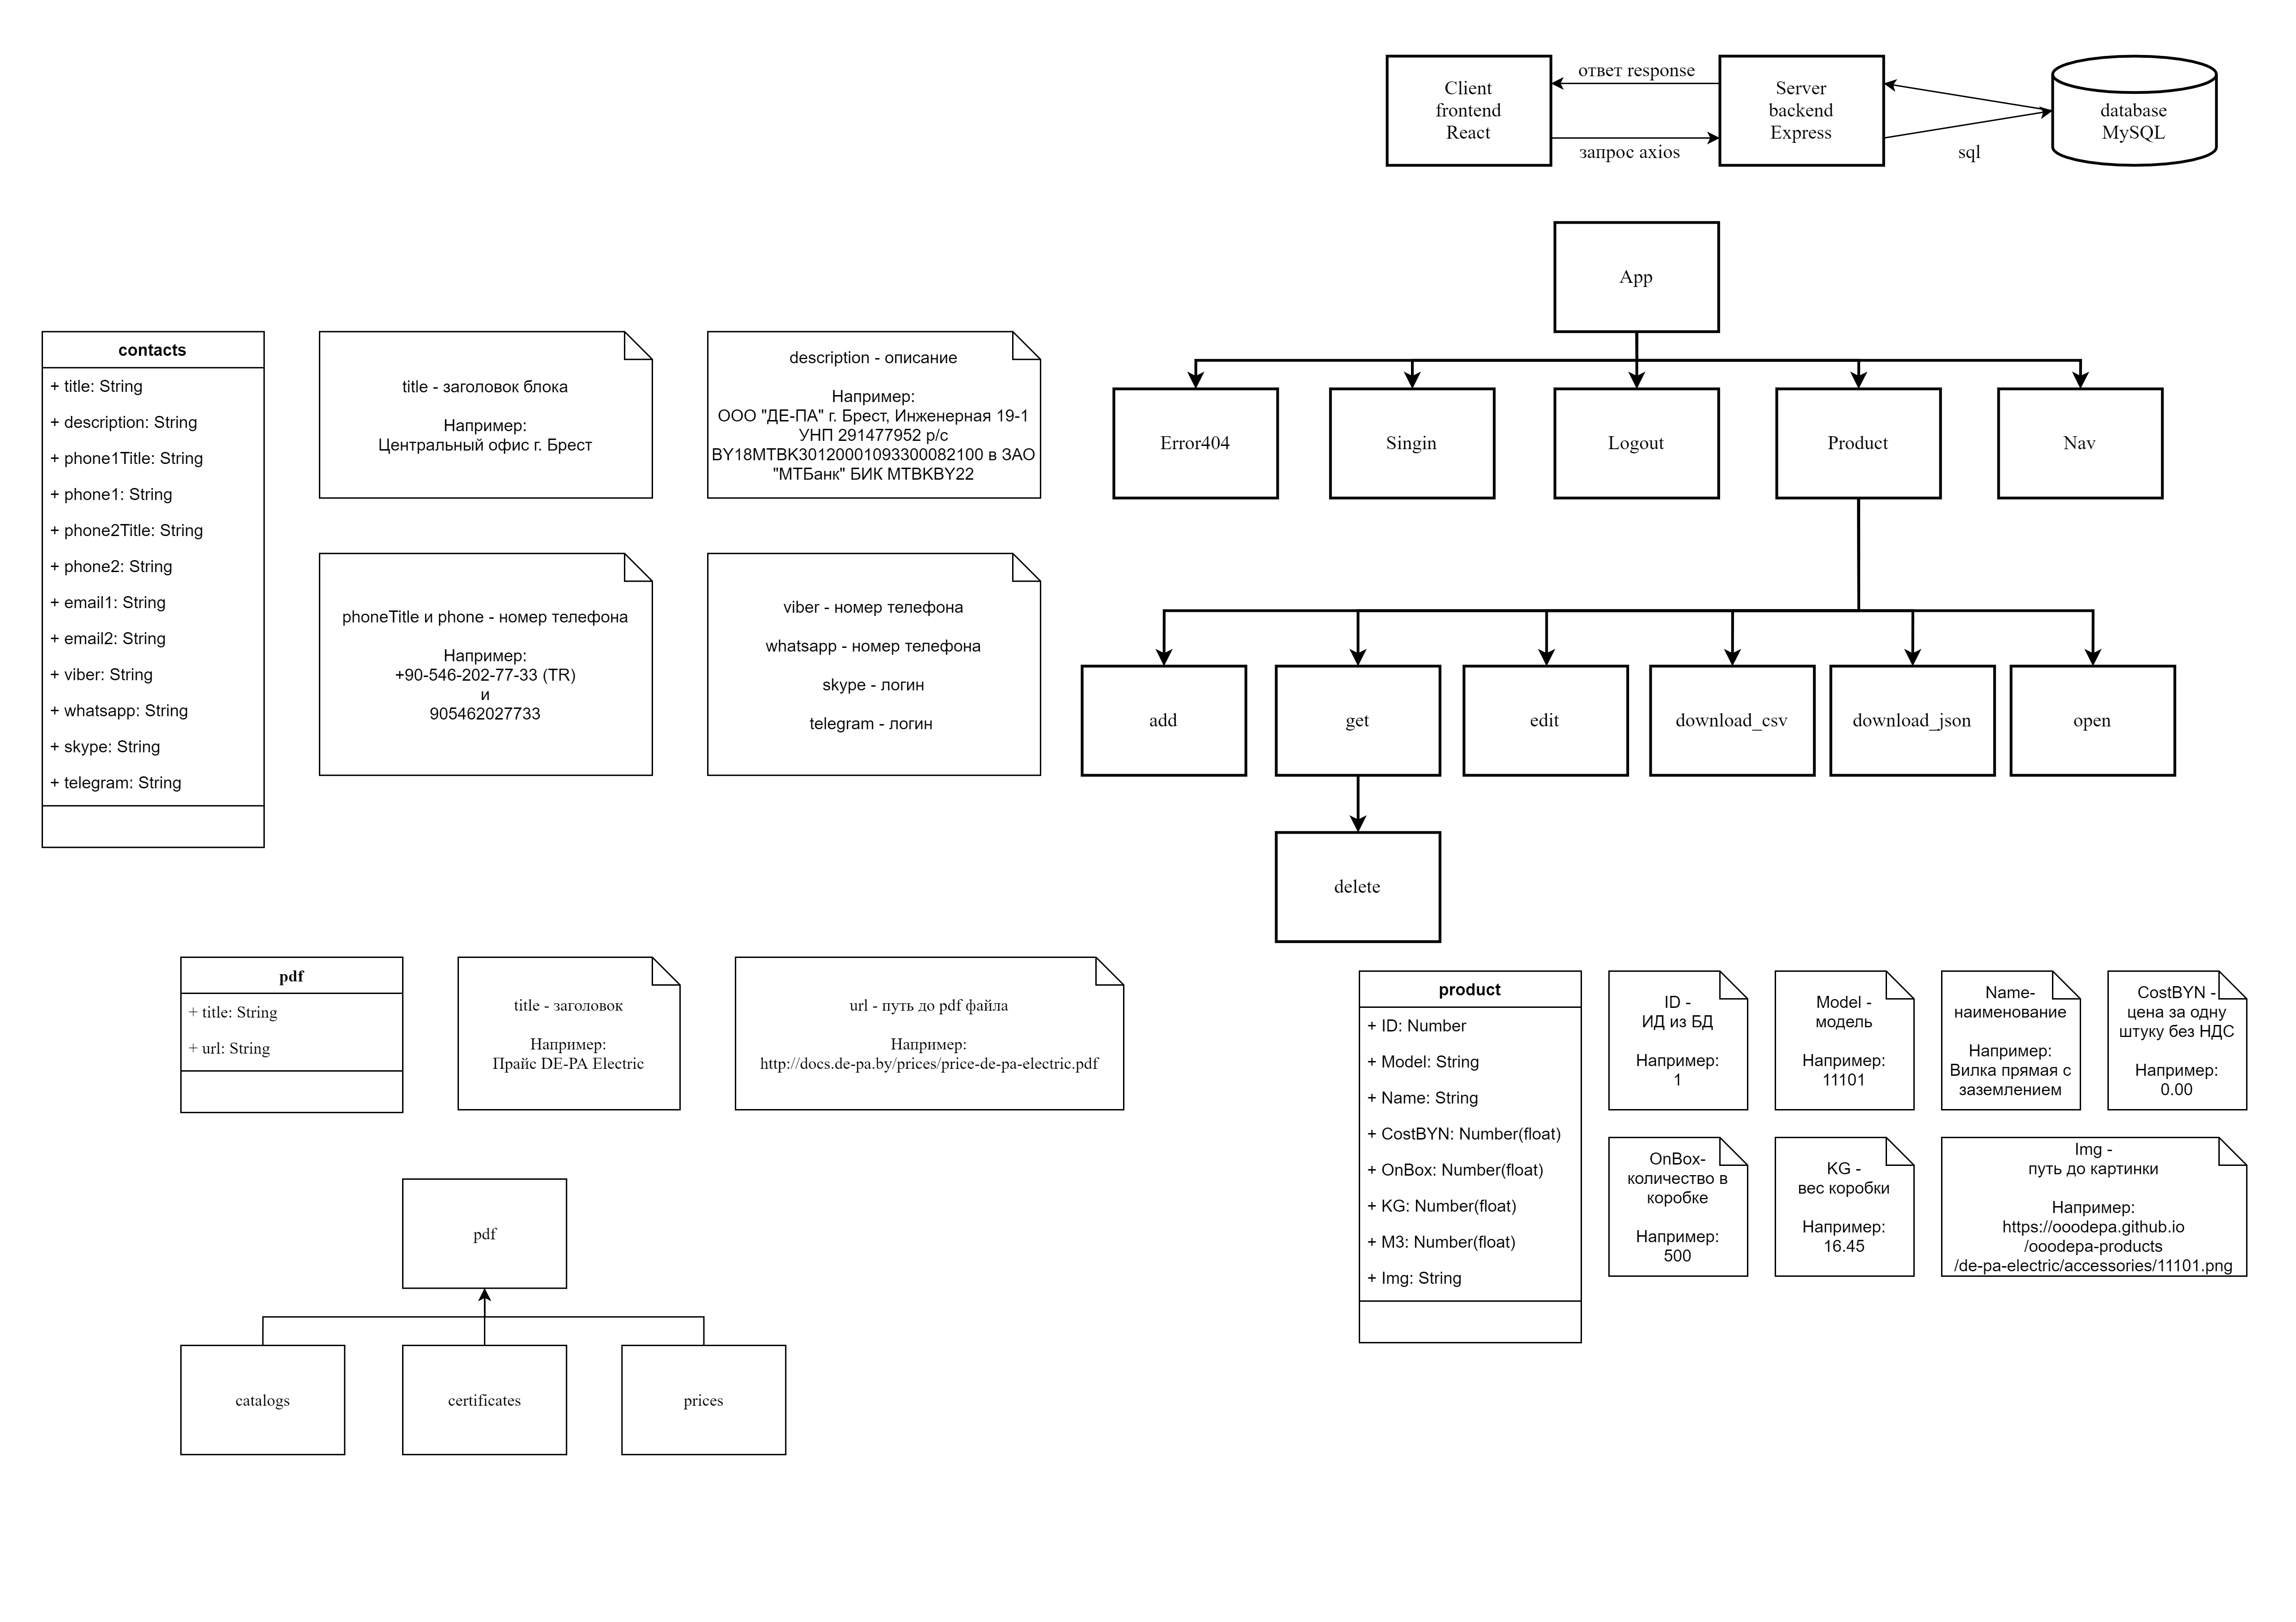 Client
frontend
React
ответ response
запрос axios
Server
backend
Express
sql
database
MySQL
App
Error404
Singin
Logout
Product
Nav
add
get
edit
download_csv
download_json
open
delete
contacts
+ title: String
+ description: String
+ phone1Title: String
+ phone1: String
+ phone2Title: String
+ phone2: String
+ email1: String
+ email2: String
+ viber: String
+ whatsapp: String
+ skype: String
+ telegram: String
title - заголовок блока
Например:
Центральный офис г. Брест
description - описание
Например:
ООО "ДЕ-ПА" г. Брест, Инженерная 19-1
УНП 291477952 р/с
BY18MTBK30120001093300082100 в ЗАО
"МТБанк" БИК MTBKBY22
phoneTitle и phone - номер телефона
Например:
+90-546-202-77-33 (TR)
и
905462027733
viber - номер телефона
whatsapp - номер телефона
skype - логин
telegram - логин
pdf
+ title: String
+ url: String
title - заголовок
Например:
Прайс DE-PA Electric
url - путь до pdf файла
Например:
http://docs.de-pa.by/prices/price-de-pa-electric.pdf
pdf
catalogs
certificates
prices
product
+ ID: Number
+ Model: String
+ Name: String
+ CostBYN: Number(float)
+ OnBox: Number(float)
+ KG: Number(float)
+ M3: Number(float)
+ Img: String
ID -
ИД из БД
Например:
1
Model -
модель
Например:
11101
Name-
наименование
Например:
Вилка прямая с
заземлением
CostBYN -
цена за одну
штуку без НДС
Например:
0.00
OnBox-
количество в
коробке
Например:
500
KG -
вес коробки
Например:
16.45
Img -
путь до картинки
Например:
https://ooodepa.github.io
/ooodepa-products
/de-pa-electric/accessories/11101.png